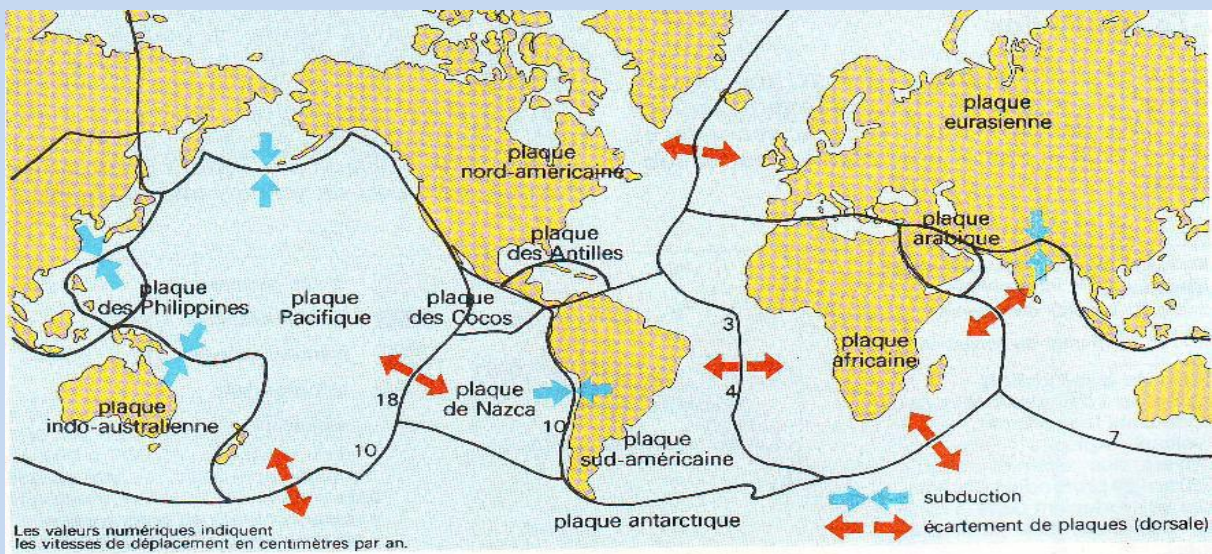 plaque
eurasienne
plaque
nord-américaine
plaque
arabique
plaque
des Antilles
plaque
des Philippines
plaque
Pacifique
plaque
des Cocos
3
plaque
africaine
18
plaque
de Nazca
4
plaque
indo-australienne
10
10
plaque
sud-américaine
7
plaque antarctique
subduction
écartement de plaques (dorsale)
Les valeurs numériques indiquent
les vitesses de déplacement en centimètres par an.